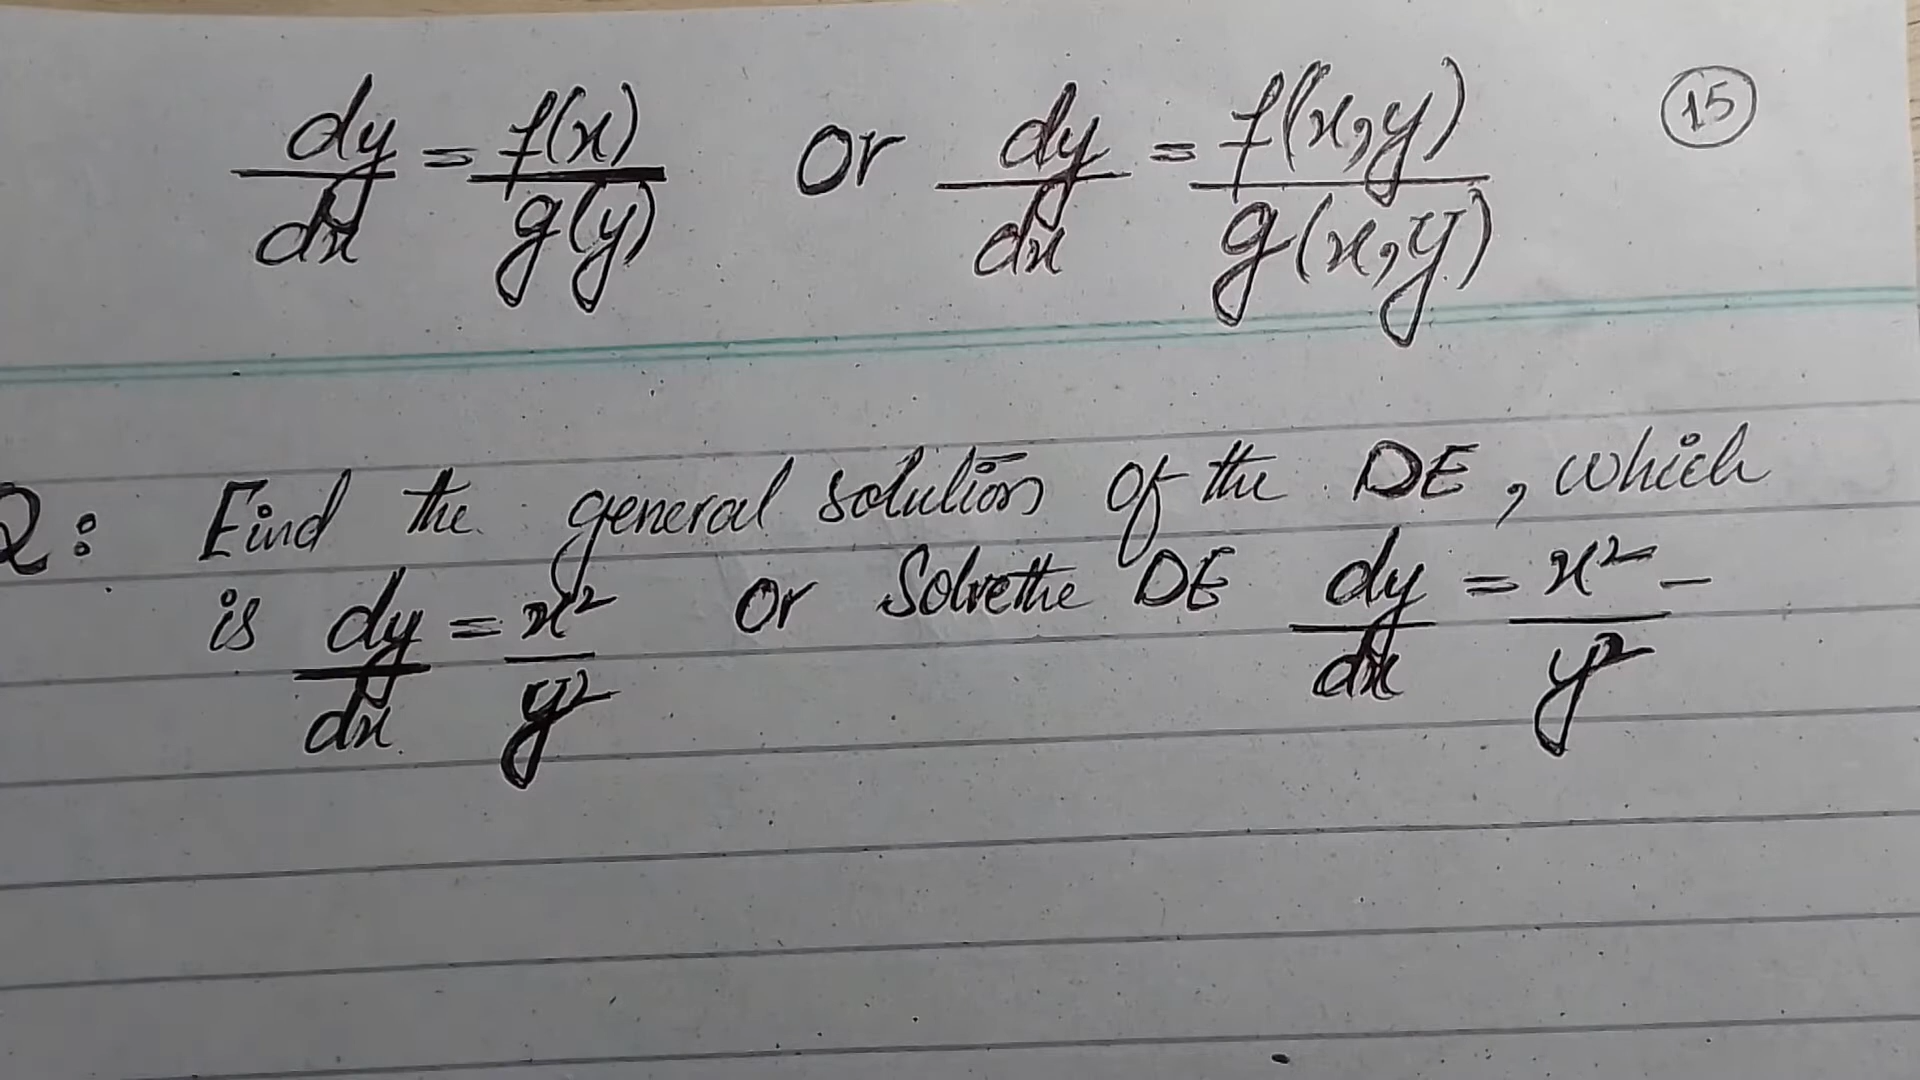 dy/dx = f(x)/g(y) or dy/dx = f(x,y)/g(x,y) 15
Q: Find the general solution of the DE, which
is dy/dx = x²/y² or Solve the DE dy/dx = x²/y² –